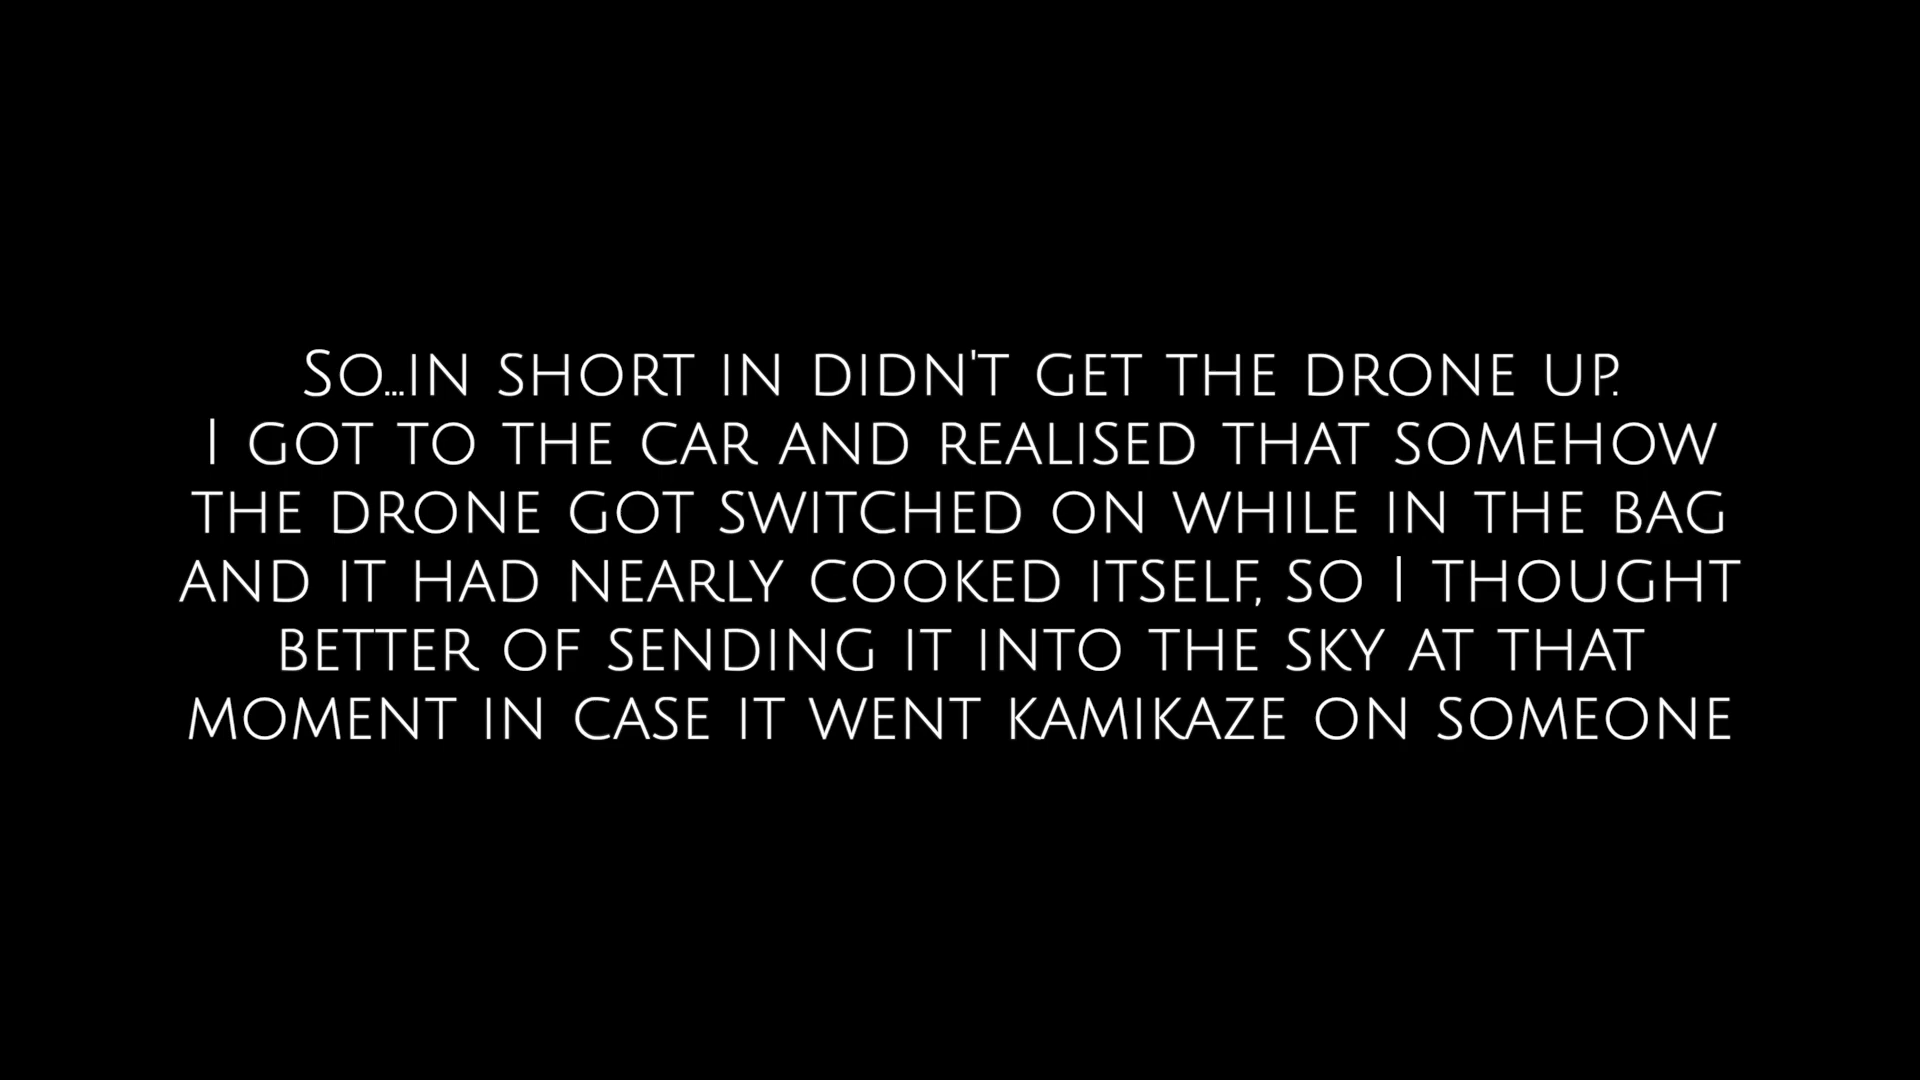 So...in short in didn't get the drone up.
I got to the car and realised that somehow
the drone got switched on while in the bag
and it had nearly cooked itself, so I thought
better of sending it into the sky at that
moment in case it went kamikaze on someone